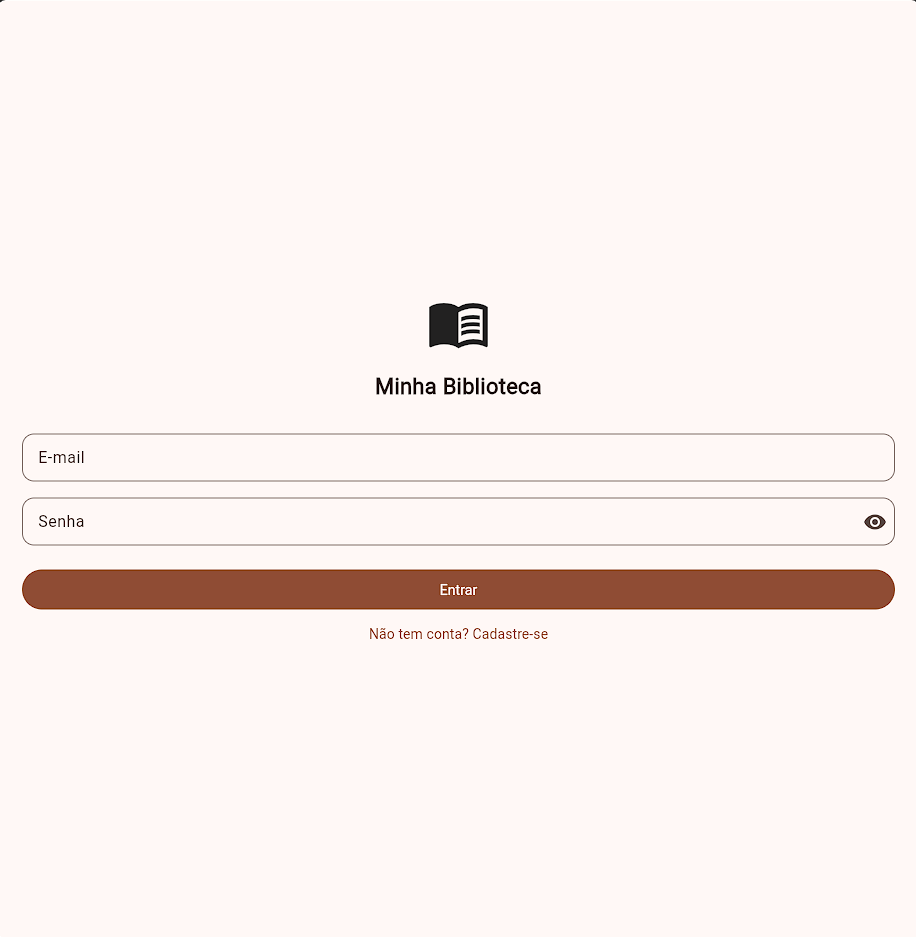 Minha Biblioteca
E-mail
Senha
Entrar
Não tem conta? Cadastre-se